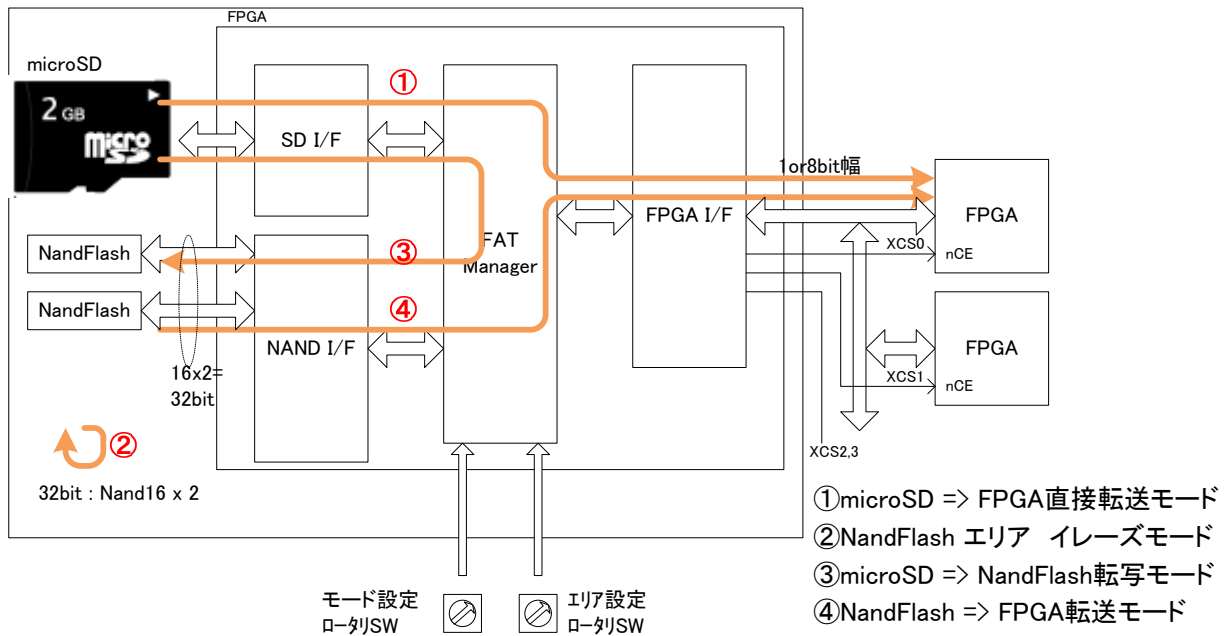 FPGA
microSD
2 GB
micro
SD
①
SD I/F
1or8bit幅
FPGA I/F
FPGA
XCS0
nCE
NandFlash
③
FAT
Manager
NandFlash
④
NAND I/F
FPGA
XCS1
nCE
16x2=
32bit
②
XCS2,3
32bit : Nand16 x 2
①microSD => FPGA直接転送モード
②NandFlash エリア イレーズモード
③microSD => NandFlash転写モード
④NandFlash => FPGA転送モード
モード設定
ロータリSW
エリア設定
ロータリSW